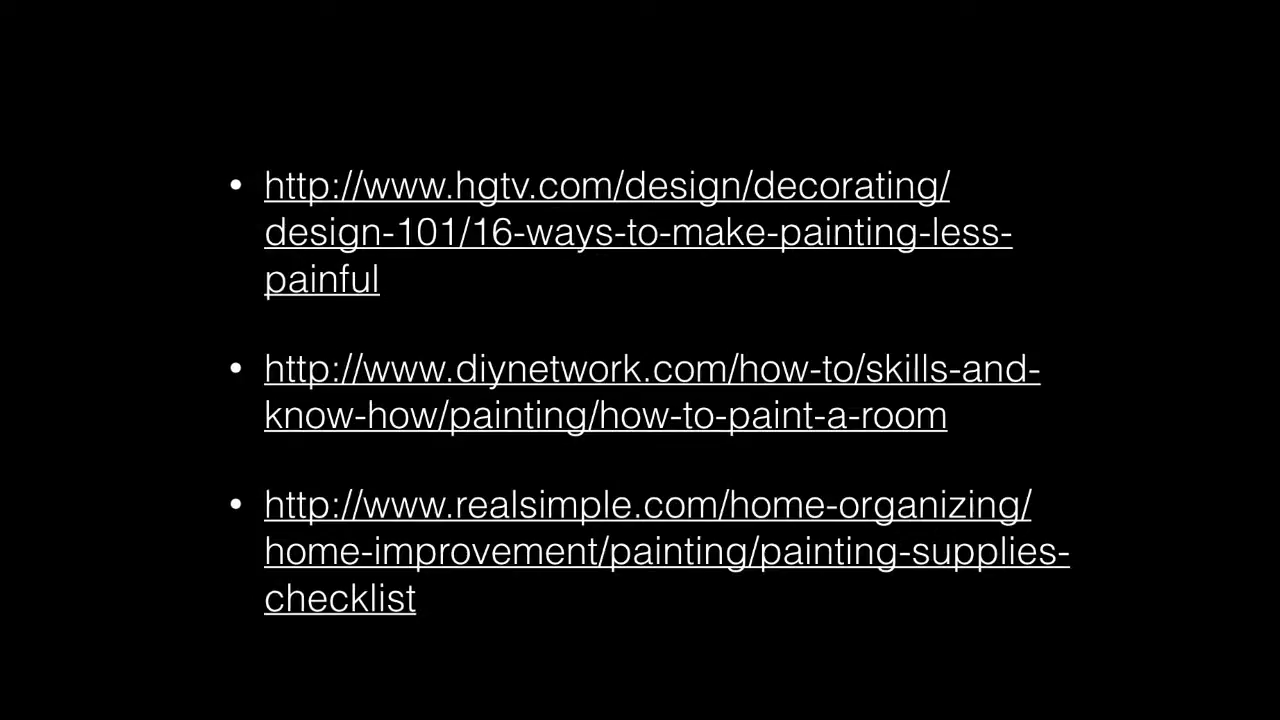 • http://www.hgtv.com/design/decorating/
design-101/16-ways-to-make-painting-less-
painful
• http://www.diynetwork.com/how-to/skills-and-
know-how/painting/how-to-paint-a-room
• http://www.realsimple.com/home-organizing/
home-improvement/painting/painting-supplies-
checklist